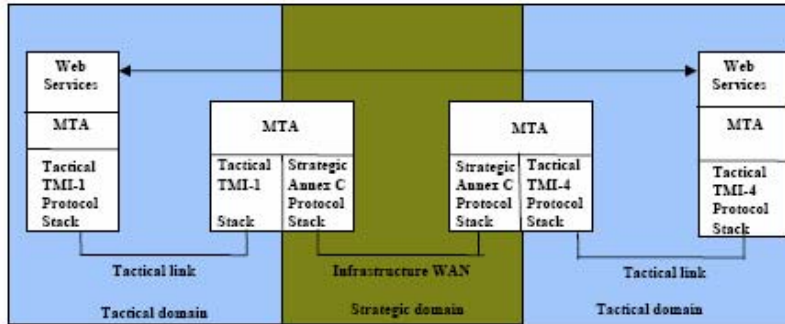 Web
Services
MTA
Tactical
TMI-1
Protocol
Stack
MTA
Tactical
TMI-1
Stack
Strategic
Annex C
Protocol
Stack
MTA
Strategic
Annex C
Protocol
Stack
Tactical
TMI-4
Protocol
Stack
Web
Services
MTA
Tactical
TMI-4
Protocol
Stack
Tactical link
Infrastructure WAN
Tactical link
Tactical domain
Strategic domain
Tactical domain